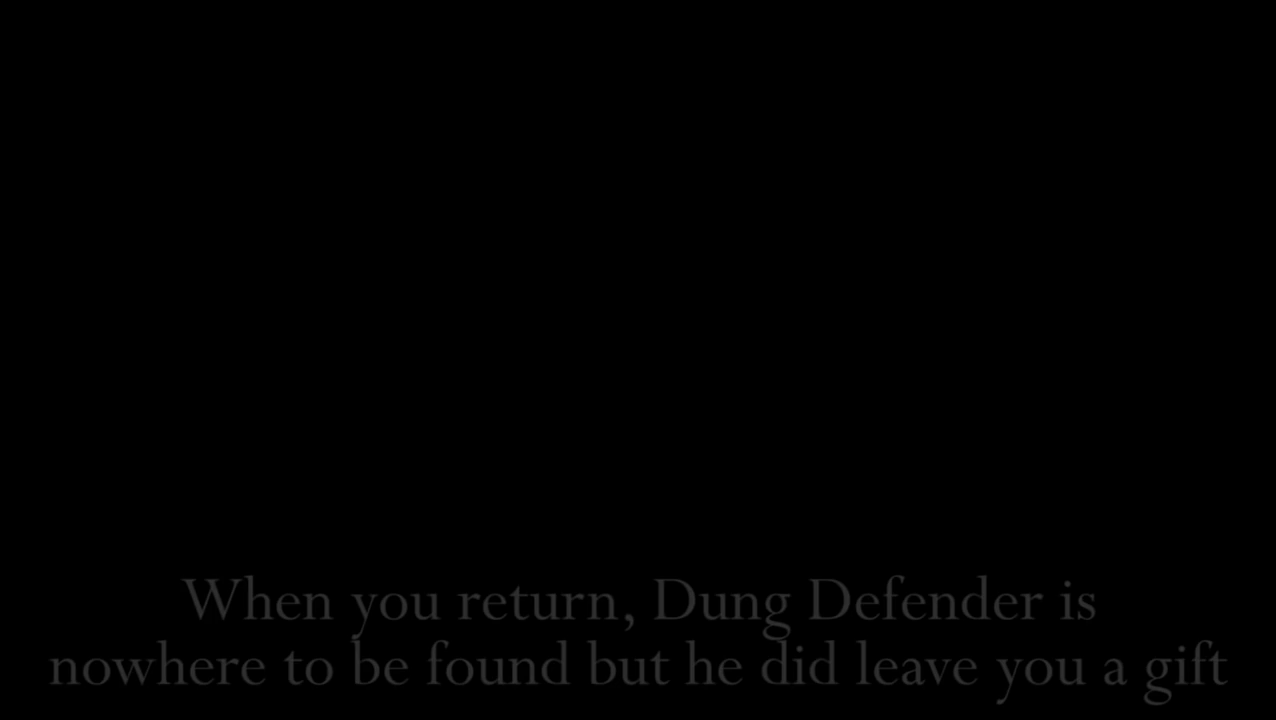 When you return, Dung Defender is
nowhere to be found but he did leave you a gift